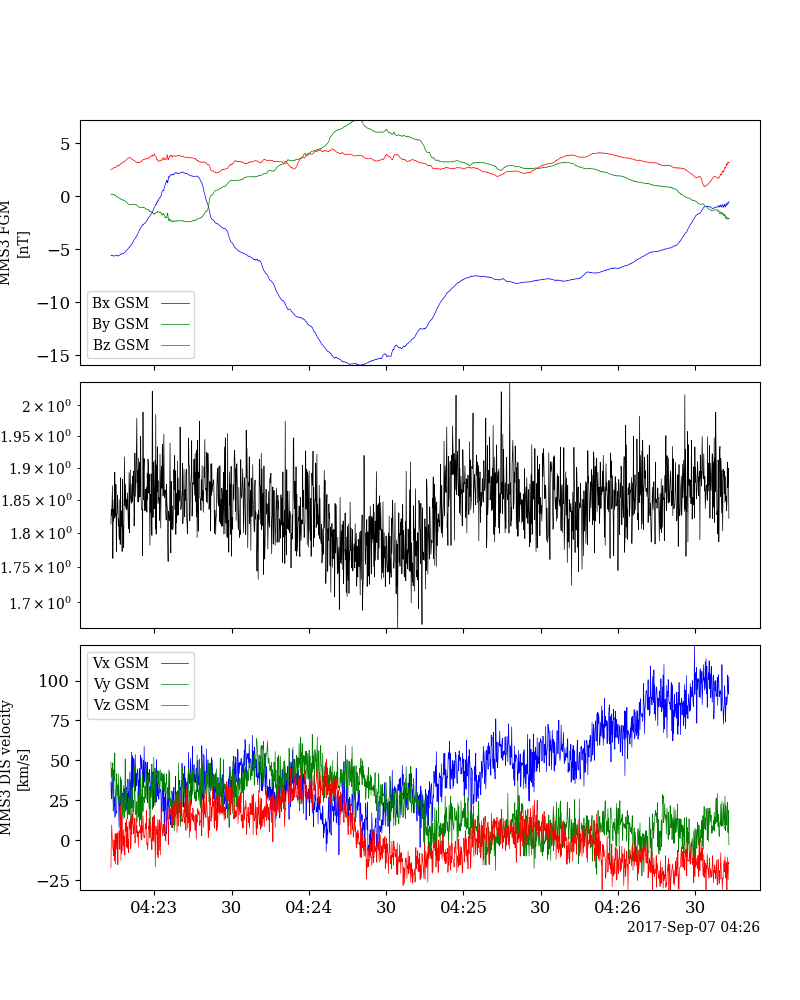 MMS3 FGM
[nT]
5
0
−5
−10
−15
Bx GSM
By GSM
Bz GSM
2 × 10⁰
1.95 × 10⁰
1.9 × 10⁰
1.85 × 10⁰
1.8 × 10⁰
1.75 × 10⁰
1.7 × 10⁰
MMS3 DIS velocity
[km/s]
100
75
50
25
0
−25
Vx GSM
Vy GSM
Vz GSM
04:23 30 04:24 30 04:25 30 04:26 30
2017-Sep-07 04:26